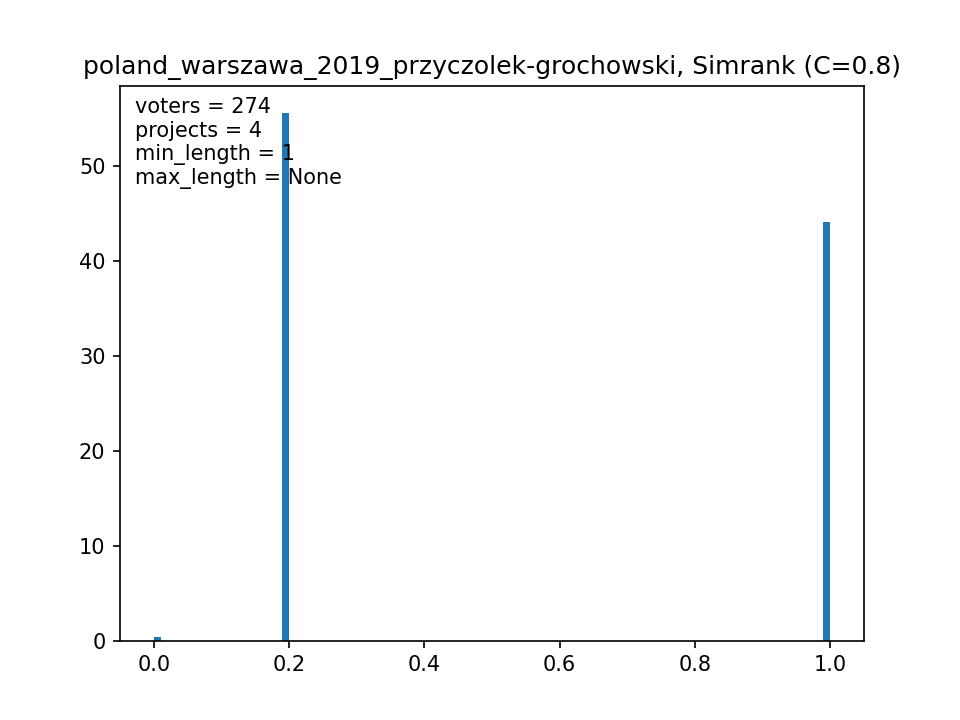 poland_warszawa_2019_przyczolek-grochowski, Simrank (C=0.8)
voters = 274
projects = 4
min_length = 1
max_length = None
50
40
30
20
10
0
0.0 0.2 0.4 0.6 0.8 1.0